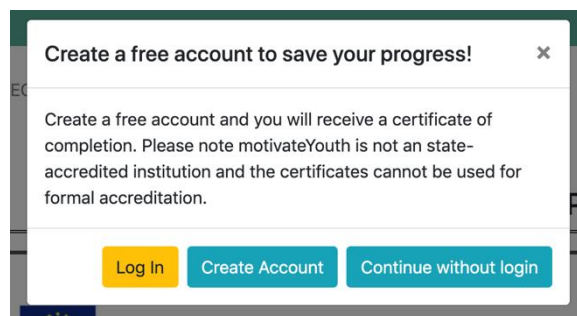 Create a free account to save your progress!
×
EC
Create a free account and you will receive a certificate of
completion. Please note motivateYouth is not an state-
accredited institution and the certificates cannot be used for
formal accreditation.
Log In
Create Account
Continue without login